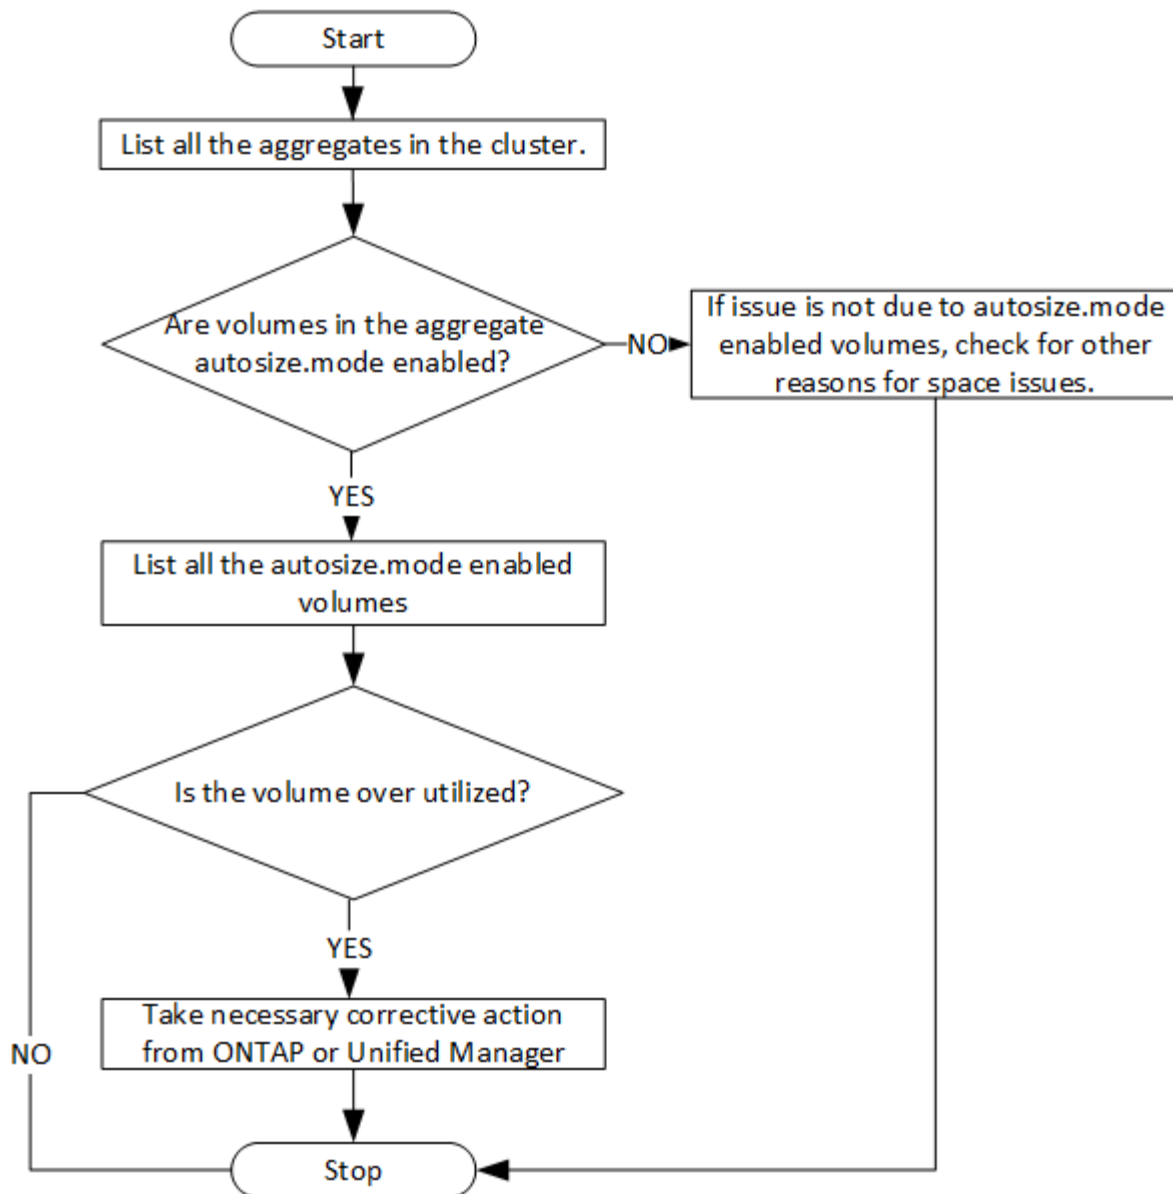 Start
List all the aggregates in the cluster.
Are volumes in the aggregate
autosize.mode enabled?
NO
If issue is not due to autosize.mode
enabled volumes, check for other
reasons for space issues.
YES
List all the autosize.mode enabled
volumes
Is the volume over utilized?
YES
Take necessary corrective action
from ONTAP or Unified Manager
NO
Stop